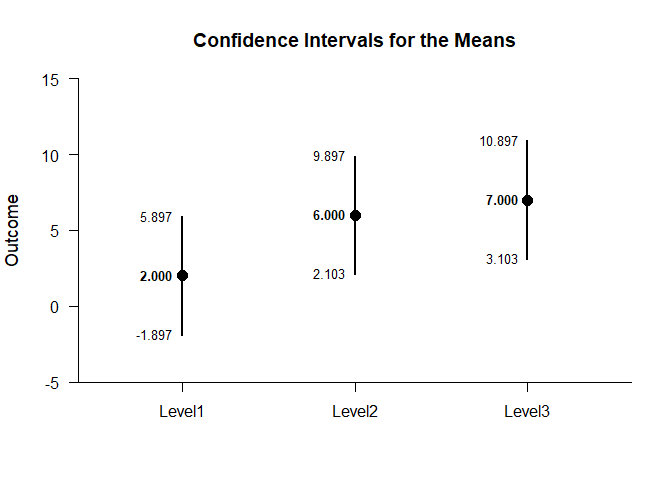 Confidence Intervals for the Means
Outcome
15
10
5
0
-5
5.897
2.000
-1.897
9.897
6.000
2.103
10.897
7.000
3.103
Level1
Level2
Level3